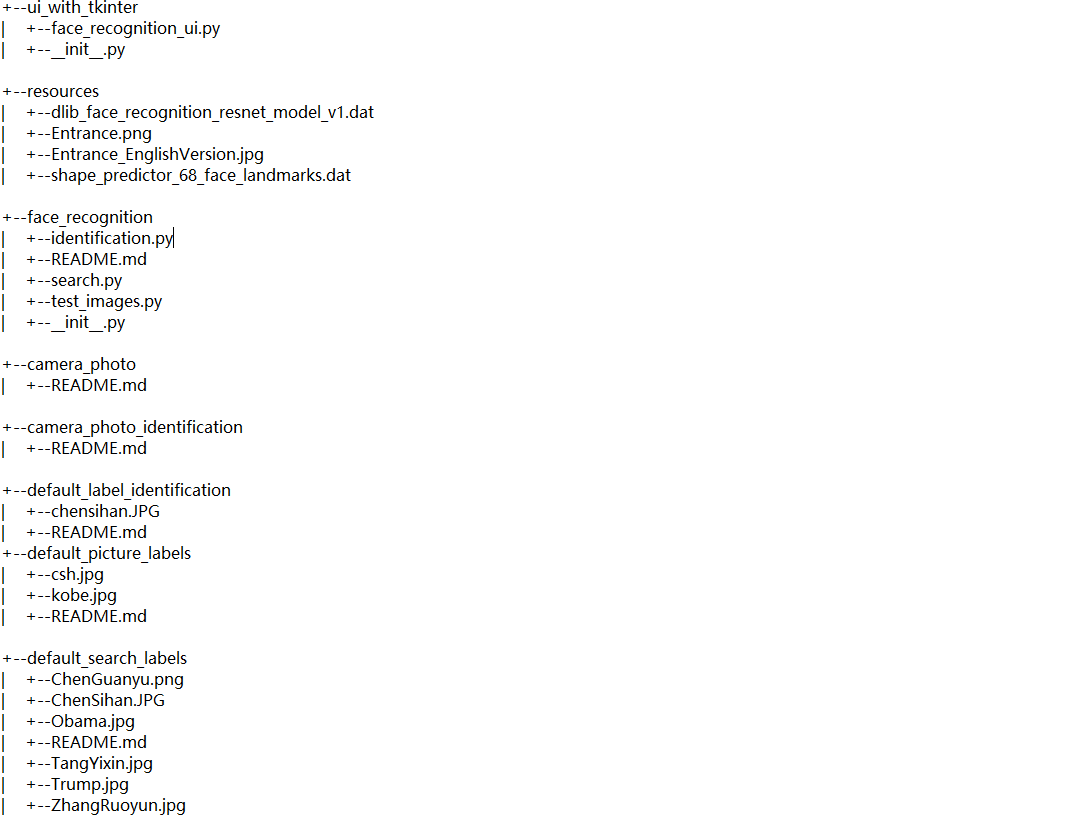 +--ui_with_tkinter
|    +--face_recognition_ui.py
|    +--__init__.py
+--resources
|    +--dlib_face_recognition_resnet_model_v1.dat
|    +--Entrance.png
|    +--Entrance_EnglishVersion.jpg
|    +--shape_predictor_68_face_landmarks.dat
+--face_recognition
|    +--identification.py
|    +--README.md
|    +--search.py
|    +--test_images.py
|    +--__init__.py
+--camera_photo
|    +--README.md
+--camera_photo_identification
|    +--README.md
+--default_label_identification
|    +--chensihan.JPG
|    +--README.md
+--default_picture_labels
|    +--csh.jpg
|    +--kobe.jpg
|    +--README.md
+--default_search_labels
|    +--ChenGuanyu.png
|    +--ChenSihan.JPG
|    +--Obama.jpg
|    +--README.md
|    +--TangYixin.jpg
|    +--Trump.jpg
|    +--ZhangRuoyun.jpg